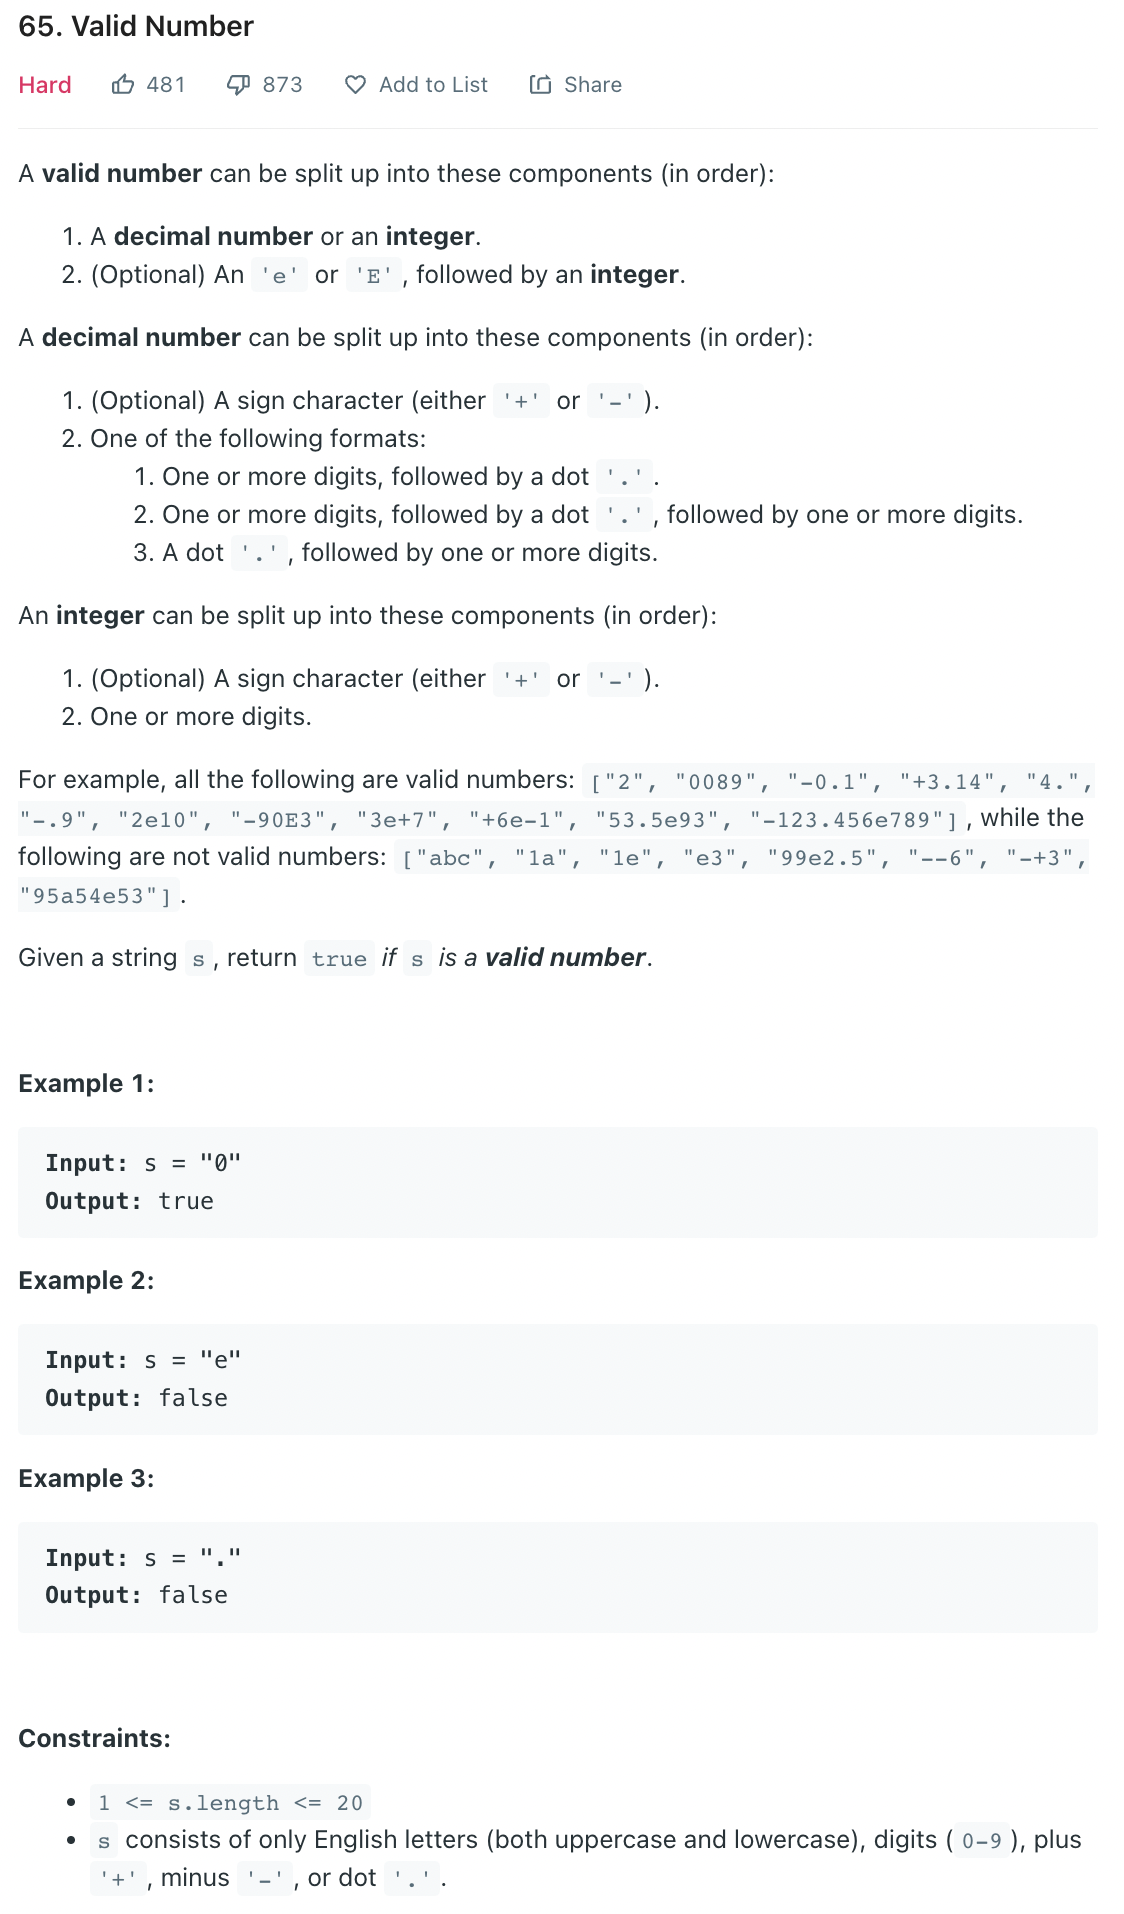 65. Valid Number
Hard 481 873 Add to List Share
A valid number can be split up into these components (in order):
1. A decimal number or an integer.
2. (Optional) An 'e' or 'E', followed by an integer.
A decimal number can be split up into these components (in order):
1. (Optional) A sign character (either '+' or '-').
2. One of the following formats:
1. One or more digits, followed by a dot '.'.
2. One or more digits, followed by a dot '.', followed by one or more digits.
3. A dot '.', followed by one or more digits.
An integer can be split up into these components (in order):
1. (Optional) A sign character (either '+' or '-').
2. One or more digits.
For example, all the following are valid numbers: ["2", "0089", "-0.1", "+3.14", "4.",
"-.9", "2e10", "-90E3", "3e+7", "+6e-1", "53.5e93", "-123.456e789"], while the
following are not valid numbers: ["abc", "1a", "1e", "e3", "99e2.5", "--6", "-+3",
"95a54e53"].
Given a string s, return true if s is a valid number.
Example 1:
Input: s = "0"
Output: true
Example 2:
Input: s = "e"
Output: false
Example 3:
Input: s = "."
Output: false
Constraints:
• 1 <= s.length <= 20
• s consists of only English letters (both uppercase and lowercase), digits (0-9), plus
'+', minus '-', or dot '.'.